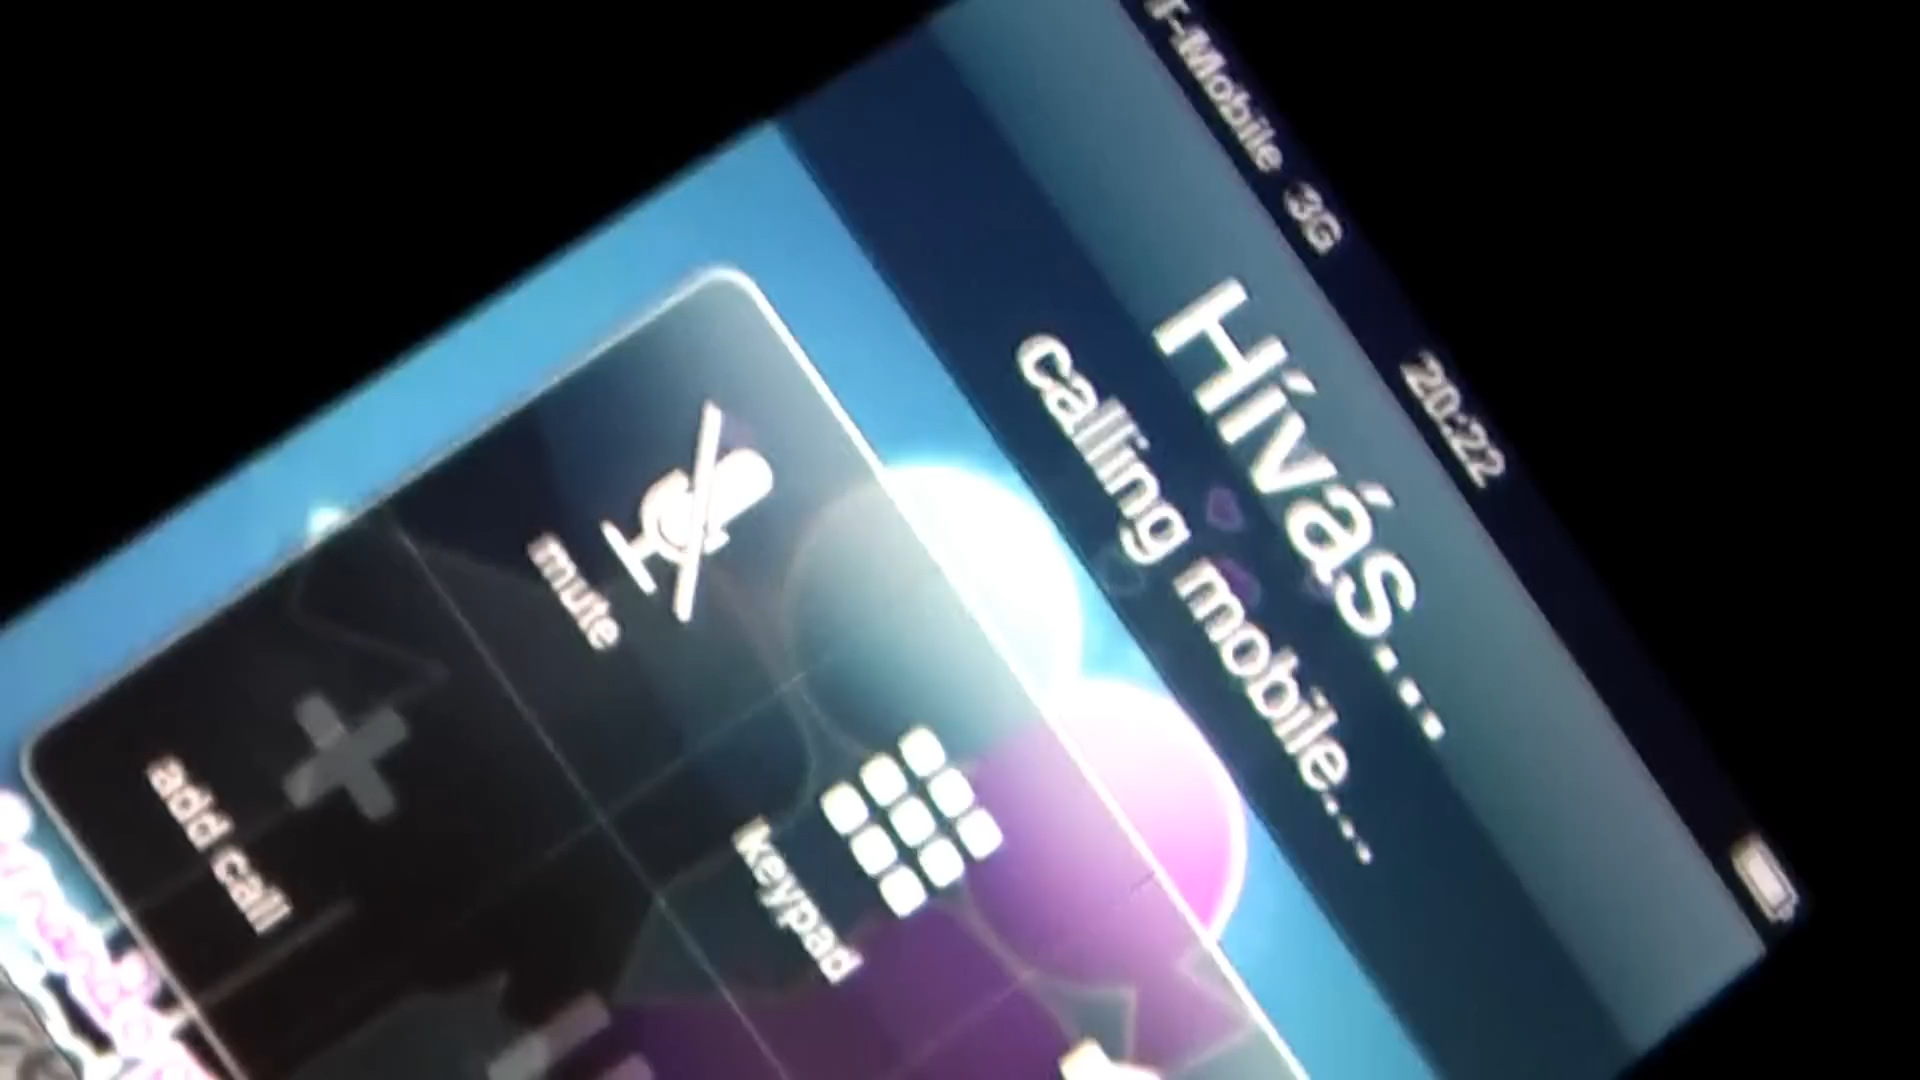 T-Mobile 3G 20:22
Hívás...
calling mobile...
mute
keypad
add call